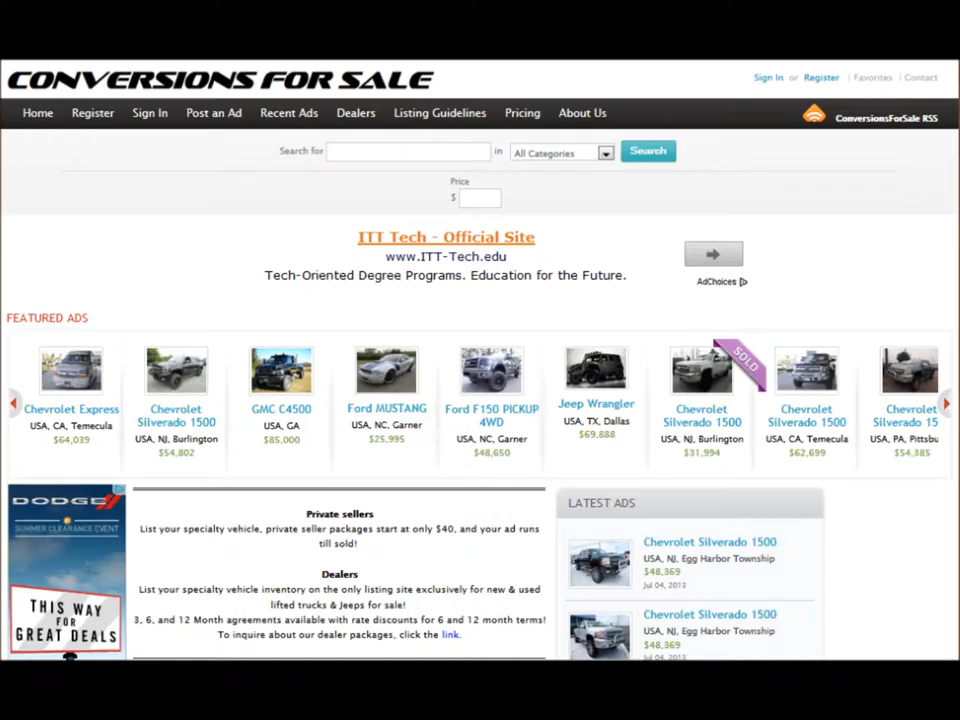 CONVERSIONS FOR SALE
Sign In or Register | Favorites | Contact
Home Register Sign In Post an Ad Recent Ads Dealers Listing Guidelines Pricing About Us
ConversionsForSale RSS
Search for in All Categories Search
Price
$
ITT Tech - Official Site
www.ITT-Tech.edu
Tech-Oriented Degree Programs. Education for the Future.
AdChoices
FEATURED ADS
Chevrolet Express
USA, CA, Temecula
$64,039
Chevrolet
Silverado 1500
USA, NJ, Burlington
$54,802
GMC C4500
USA, GA
$85,000
Ford MUSTANG
USA, NC, Garner
$25,995
Ford F150 PICKUP
4WD
USA, NC, Garner
$48,650
Jeep Wrangler
USA, TX, Dallas
$69,888
SOLD
Chevrolet
Silverado 1500
USA, NJ, Burlington
$31,994
Chevrolet
Silverado 1500
USA, CA, Temecula
$62,699
Chevrolet
Silverado 15
USA, PA, Pittsbu
$54,385
DODGE
SUMMER CLEARANCE EVENT
THIS WAY
FOR
GREAT DEALS
Private sellers
List your specialty vehicle, private seller packages start at only $40, and your ad runs
till sold!
Dealers
List your specialty vehicle inventory on the only listing site exclusively for new & used
lifted trucks & Jeeps for sale!
3, 6, and 12 Month agreements available with rate discounts for 6 and 12 month terms!
To inquire about our dealer packages, click the link.
LATEST ADS
Chevrolet Silverado 1500
USA, NJ, Egg Harbor Township
$48,369
Jul 04, 2013
Chevrolet Silverado 1500
USA, NJ, Egg Harbor Township
$48,369
Jul 04, 2013